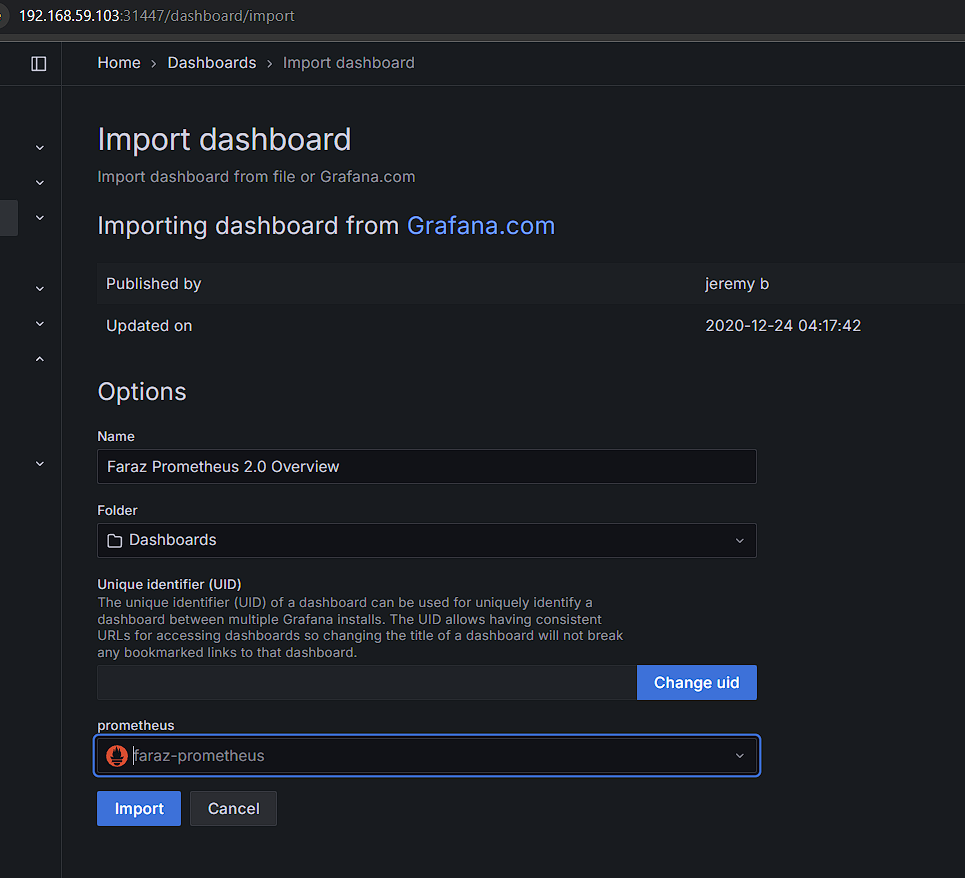 192.168.59.103:31447/dashboard/import
Home › Dashboards › Import dashboard
Import dashboard
Import dashboard from file or Grafana.com
Importing dashboard from Grafana.com
Published by jeremy b
Updated on 2020-12-24 04:17:42
Options
Name
Faraz Prometheus 2.0 Overview
Folder
Dashboards
Unique identifier (UID)
The unique identifier (UID) of a dashboard can be used for uniquely identify a
dashboard between multiple Grafana installs. The UID allows having consistent
URLs for accessing dashboards so changing the title of a dashboard will not break
any bookmarked links to that dashboard.
Change uid
prometheus
faraz-prometheus
Import Cancel